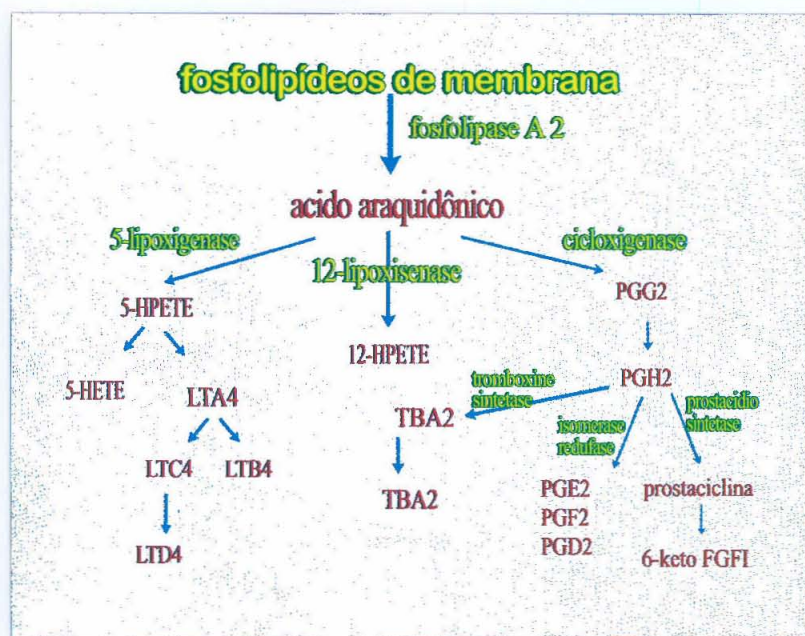 fosfolipídeos de membrana
fosfolipase A 2
acido araquidônico
5-lipoxigenase
12-lipoxisenase
cicloxigenase
5-HPETE
PGG2
12-HPETE
5-HETE
LTA4
tromboxine
sintetase
PGH2
prostacidio
sintetase
TBA2
isomerase
redufase
LTC4
LTB4
TBA2
PGE2
PGF2
PGD2
prostaciclina
LTD4
6-keto FGFI